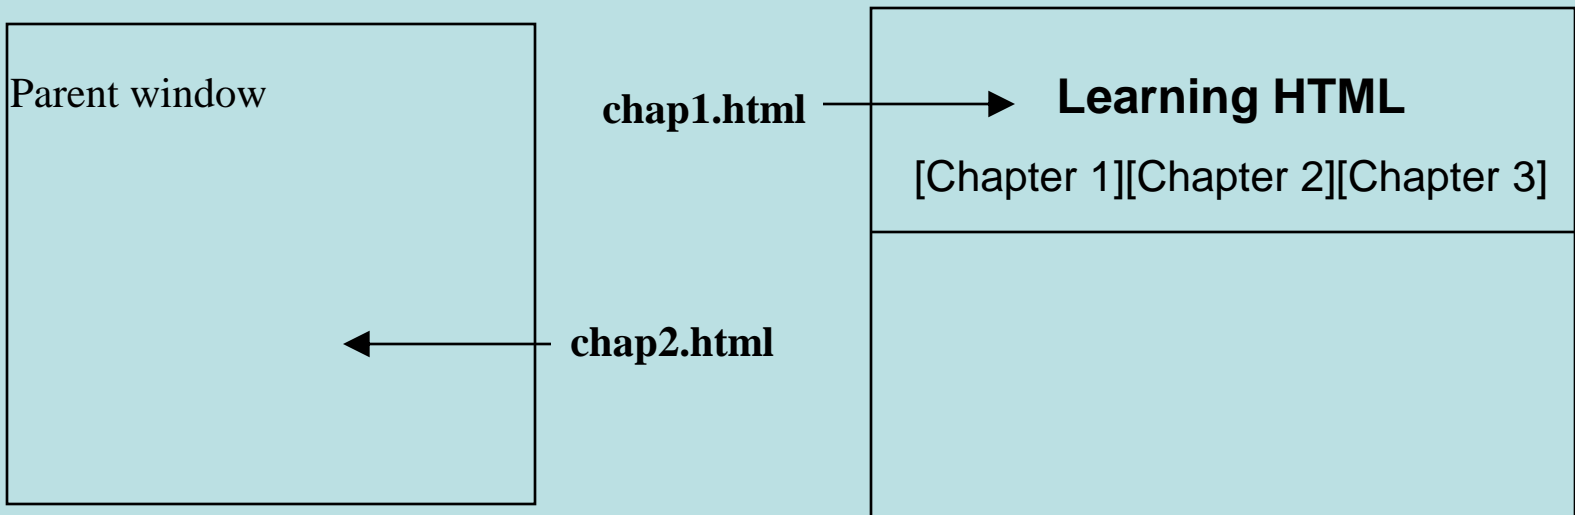 Parent window
chap1.html
Learning HTML
[Chapter 1][Chapter 2][Chapter 3]
chap2.html